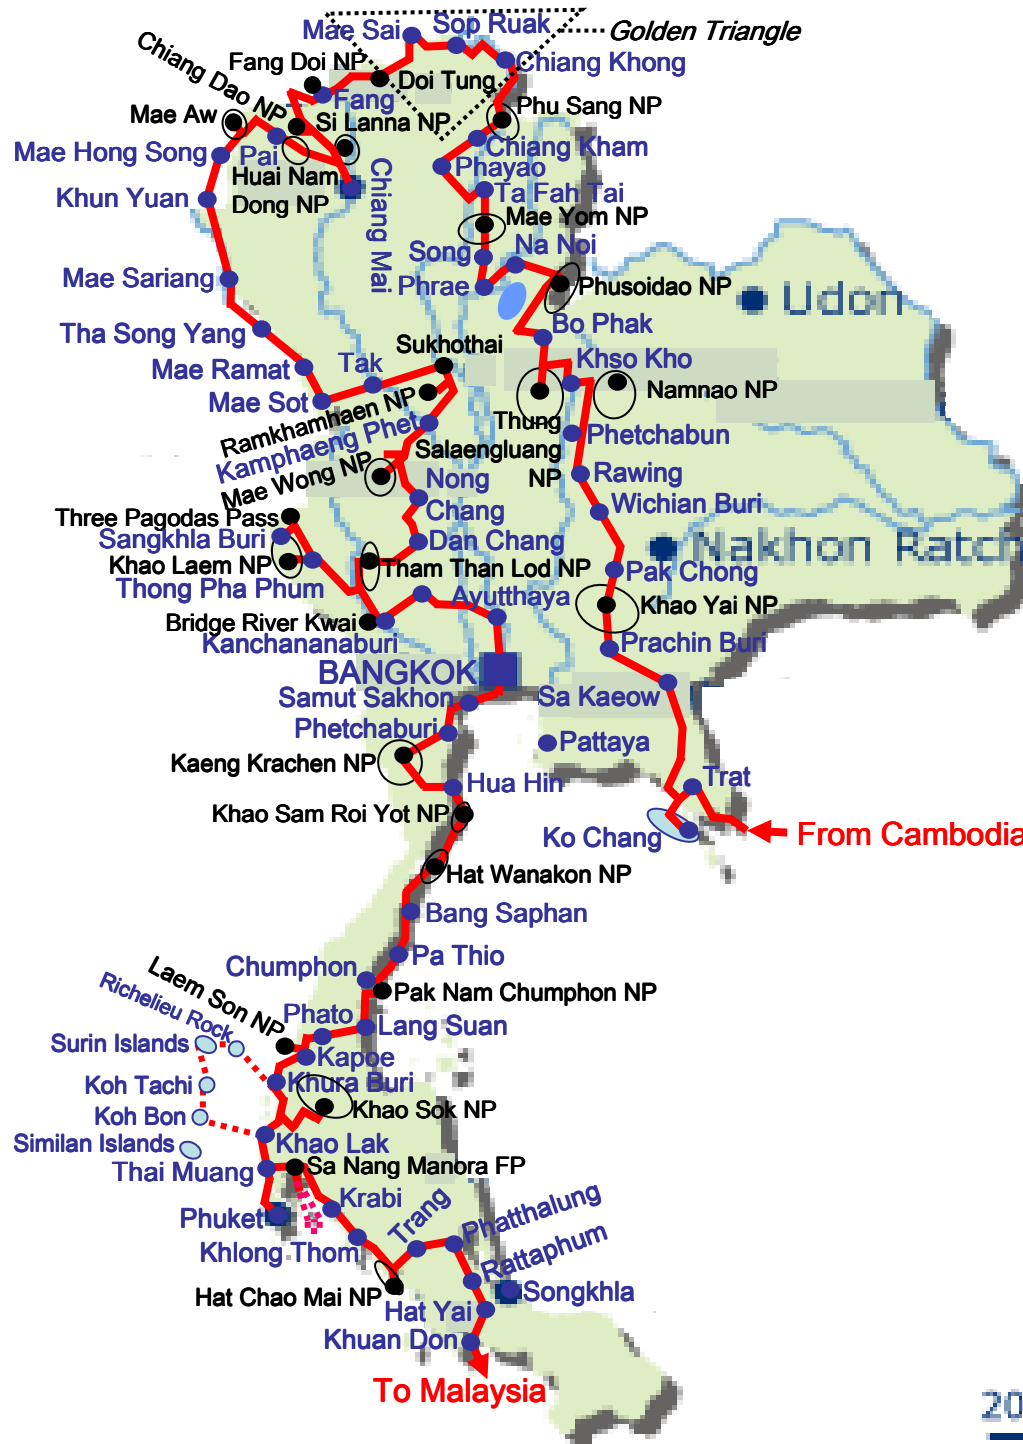 Mae Sai
Sop Ruak
Golden Triangle
Chiang Khong
Fang Doi NP
Doi Tung
Chiang Dao NP
Fang
Phu Sang NP
Mae Aw
Si Lanna NP
Chiang Kham
Mae Hong Song
Pai
Phayao
Huai Nam
Dong NP
Chiang Mai
Khun Yuan
Ta Fah Tai
Mae Yom NP
Song
Na Noi
Mae Sariang
Phrae
Phusoidao NP
Udon
Tha Song Yang
Bo Phak
Sukhothai
Khso Kho
Mae Ramat
Tak
Namnao NP
Mae Sot
Ramkhamhaen NP
Thung
Salaengluang
NP
Kamphaeng Phet
Phetchabun
Mae Wong NP
Nong
Chang
Rawing
Wichian Buri
Three Pagodas Pass
Sangkhla Buri
Dan Chang
Nakhon Ratch
Khao Laem NP
Tham Than Lod NP
Pak Chong
Thong Pha Phum
Ayutthaya
Khao Yai NP
Bridge River Kwai
Kanchananaburi
Prachin Buri
BANGKOK
Samut Sakhon
Sa Kaeow
Phetchaburi
Pattaya
Kaeng Krachen NP
Hua Hin
Trat
Khao Sam Roi Yot NP
Ko Chang
From Cambodia
Hat Wanakon NP
Bang Saphan
Pa Thio
Chumphon
Laem Son NP
Pak Nam Chumphon NP
Richelieu Rock
Phato
Lang Suan
Surin Islands
Kapoe
Koh Tachi
Khura Buri
Koh Bon
Khao Sok NP
Similan Islands
Khao Lak
Thai Muang
Sa Nang Manora FP
Phuket
Krabi
Trang
Phatthalung
Khlong Thom
Rattaphum
Hat Chao Mai NP
Songkhla
Hat Yai
Khuan Don
To Malaysia
20